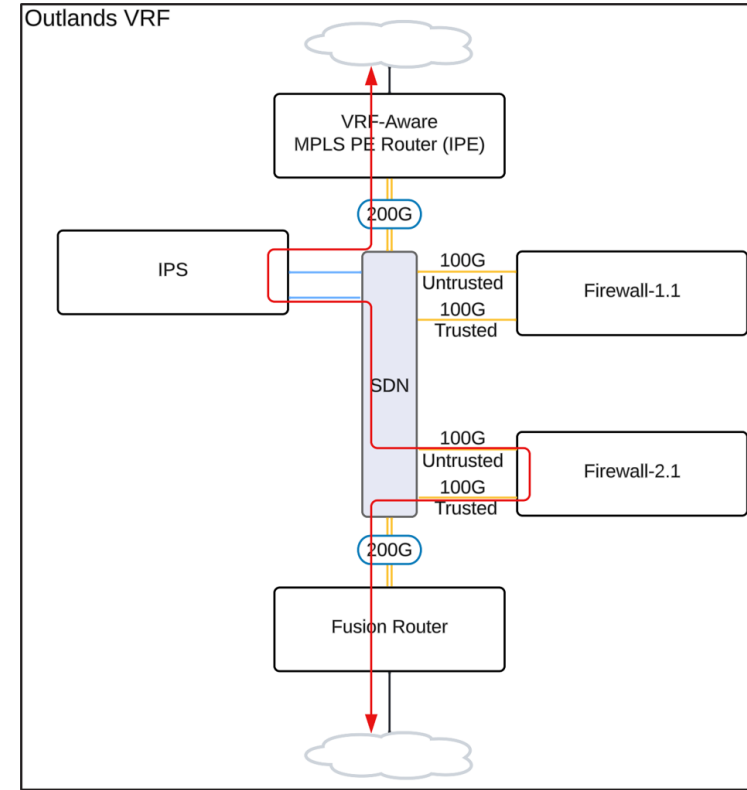 Outlands VRF
VRF-Aware
MPLS PE Router (IPE)
200G
IPS
100G
Untrusted
100G
Trusted
Firewall-1.1
SDN
100G
Untrusted
100G
Trusted
Firewall-2.1
200G
Fusion Router